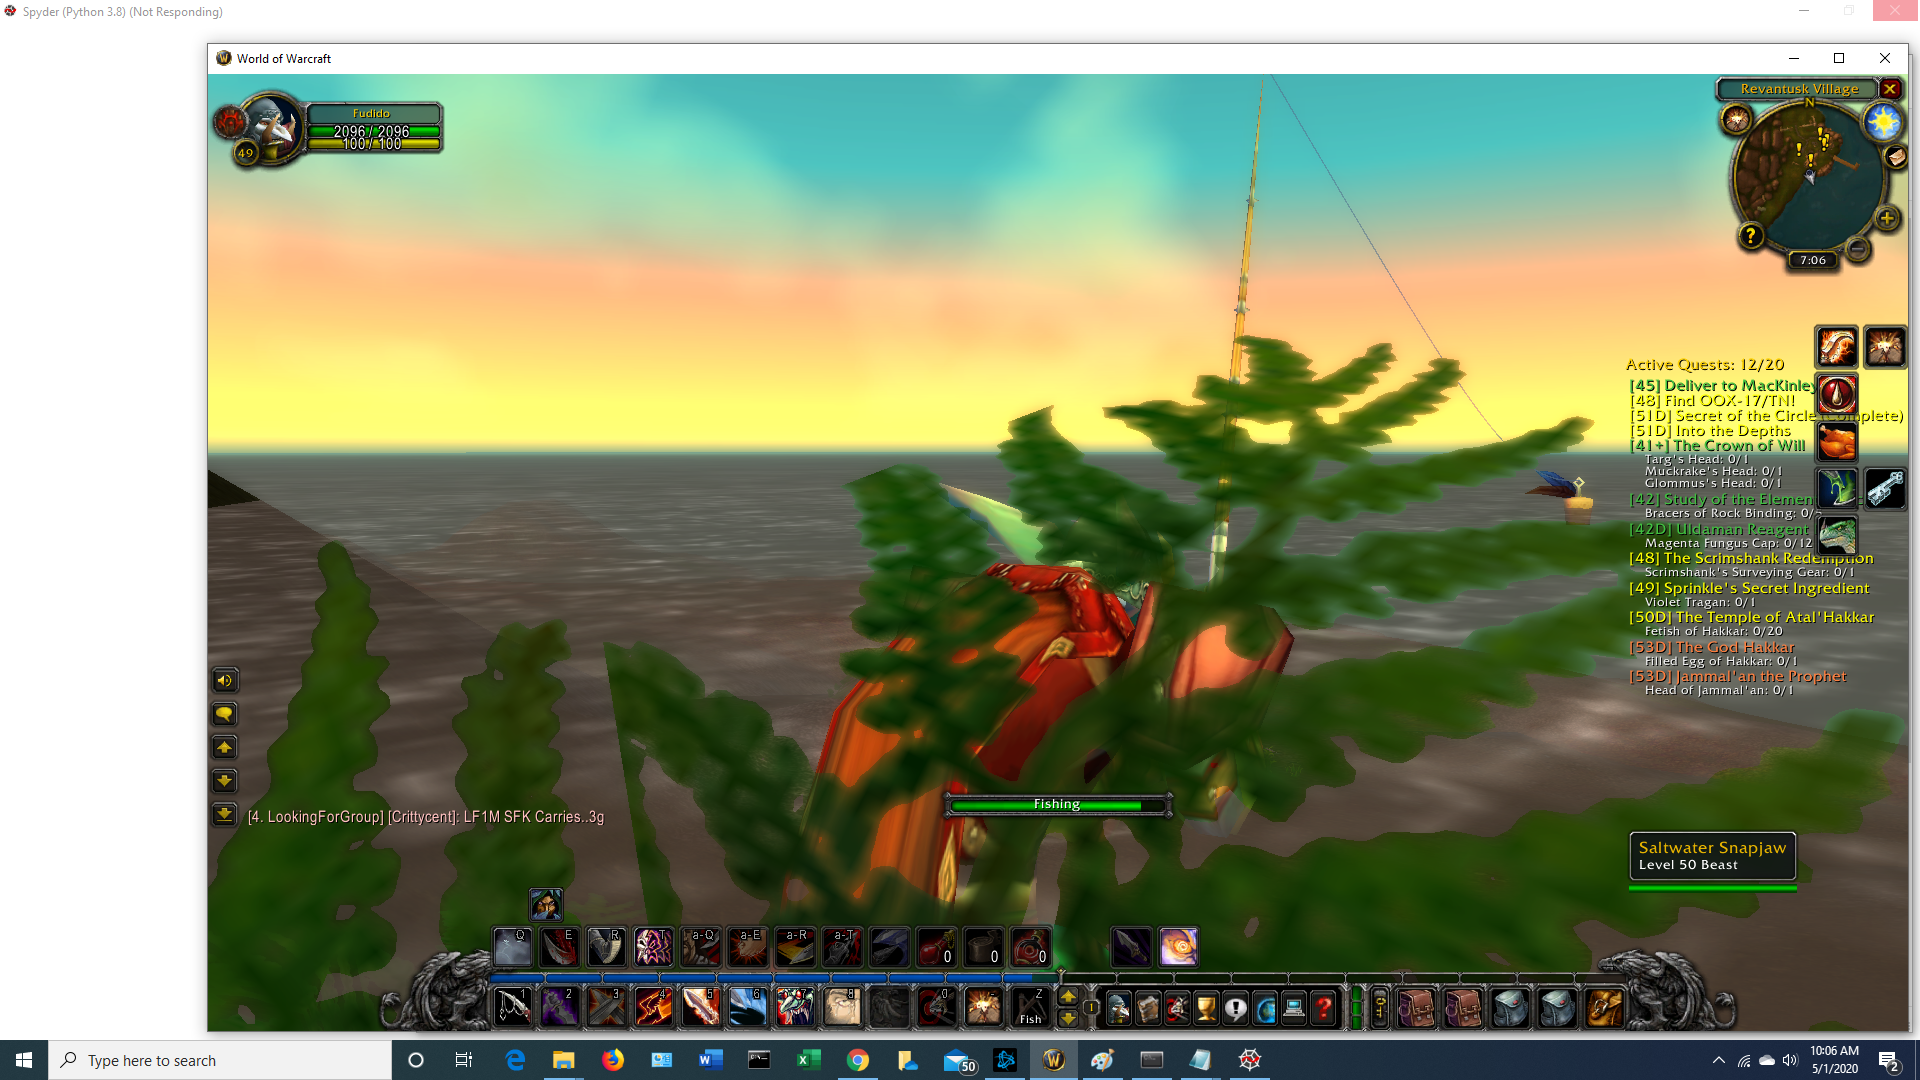 Spyder (Python 3.8) (Not Responding)
World of Warcraft
Fudido
2096 / 2096
100 / 100
49
Revantusk Village
N
7:06
Active Quests: 12/20
[45] Deliver to MacKinley
[48] Find OOX-17/TN!
[51D] Secret of the Circle (Complete)
[51D] Into the Depths
[41+] The Crown of Will
Targ's Head: 0/1
Muckrake's Head: 0/1
Glommus's Head: 0/1
[42] Study of the Elemen
Bracers of Rock Binding: 0/
[42D] Uldaman Reagent
Magenta Fungus Cap: 0/12
[48] The Scrimshank Redemption
Scrimshank's Surveying Gear: 0/1
[49] Sprinkle's Secret Ingredient
Violet Tragan: 0/1
[50D] The Temple of Atal'Hakkar
Fetish of Hakkar: 0/20
[53D] The God Hakkar
Filled Egg of Hakkar: 0/1
[53D] Jammal'an the Prophet
Head of Jammal'an: 0/1
[4. LookingForGroup] [Crittycent]: LF1M SFK Carries..3g
Fishing
Saltwater Snapjaw
Level 50 Beast
Q E R T a-Q a-E a-R a-T 0 0 0
1 2 3 4 5 6 7 8 0 - Z
Fish
1
Type here to search
50
10:06 AM
5/1/2020
2